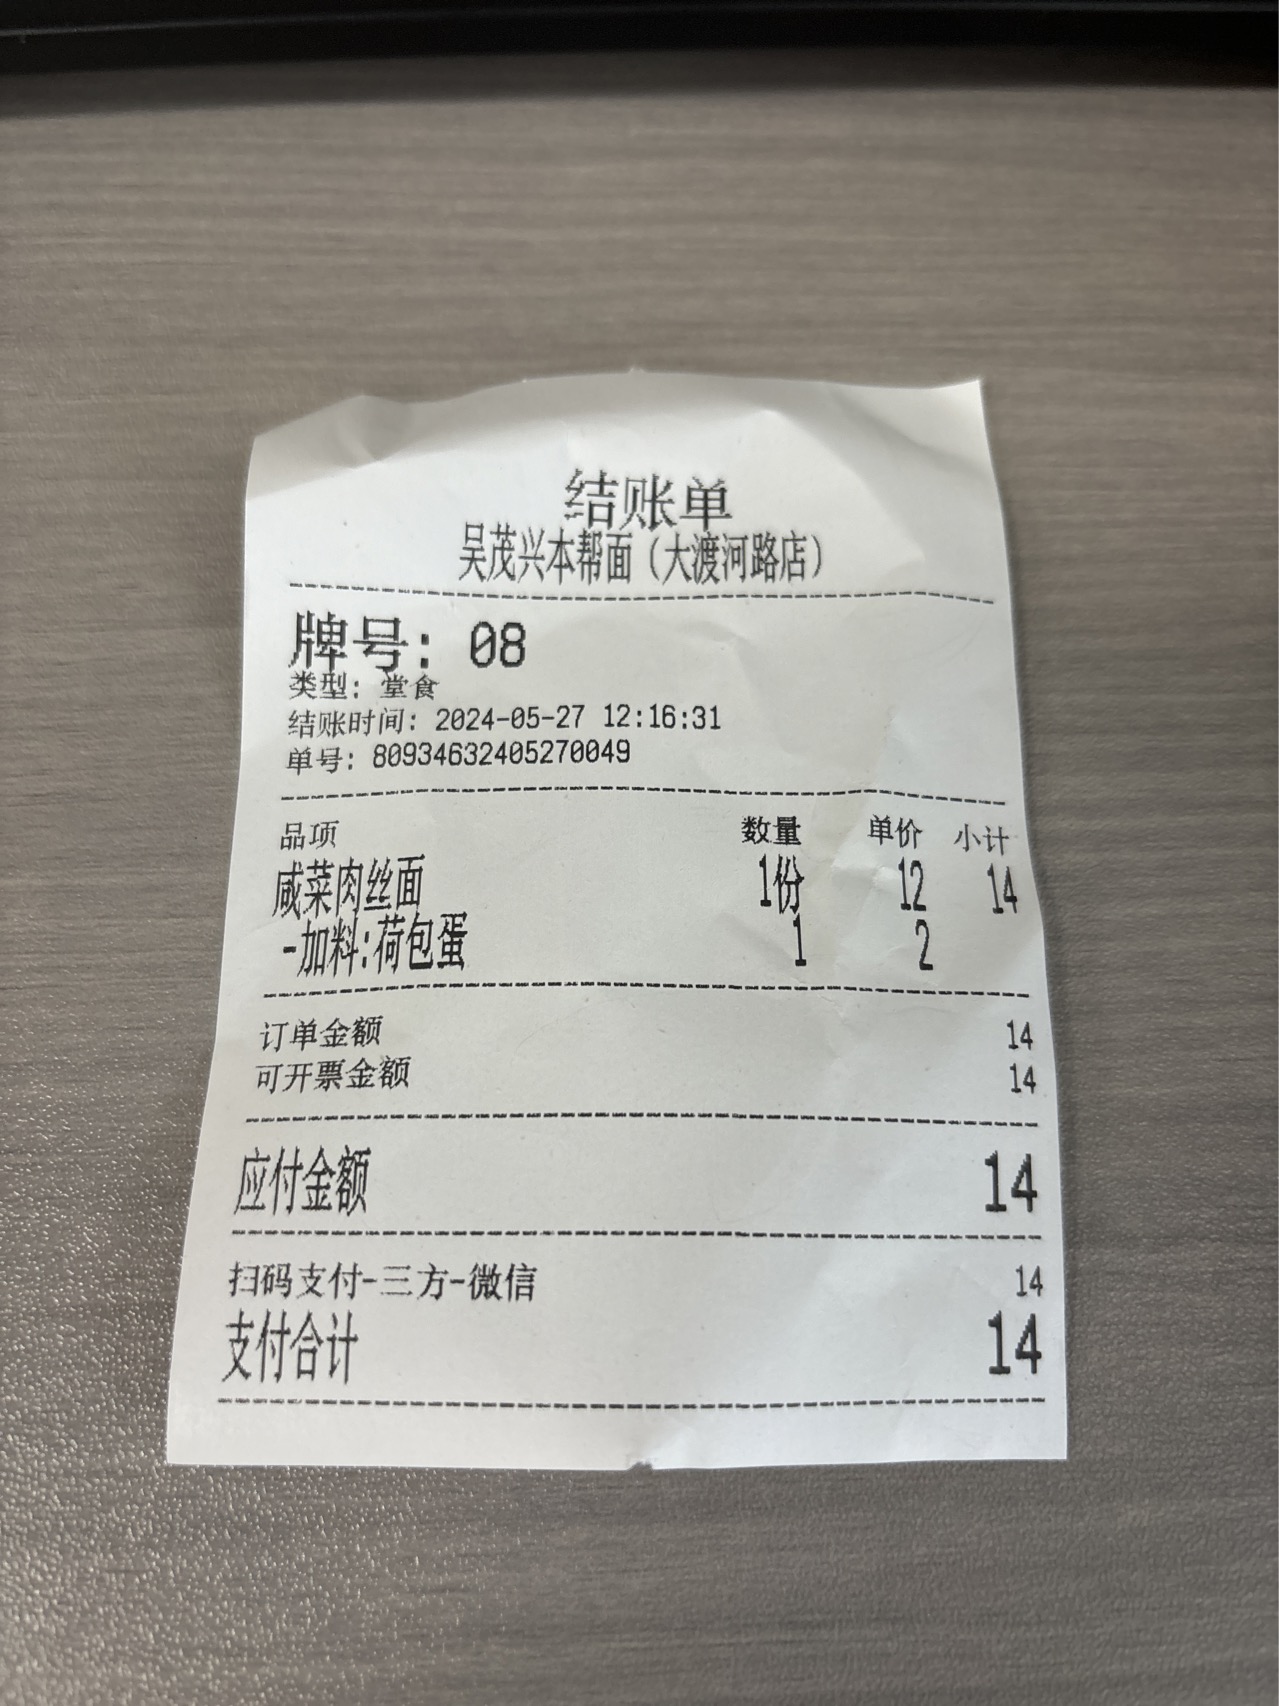 结账单
吴茂兴本帮面（大渡河路店）
牌号: 08
类型: 堂食
结账时间: 2024-05-27 12:16:31
单号: 80934632405270049
品项 数量 单价 小计
咸菜肉丝面 1份 12 14
-加料:荷包蛋 1 2
订单金额 14
可开票金额 14
应付金额 14
扫码支付-三方-微信 14
支付合计 14